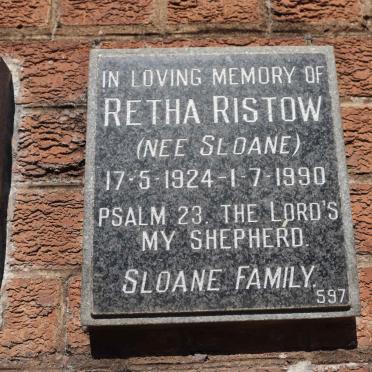 IN LOVING MEMORY OF
RETHA RISTOW
(NEE SLOANE)
17-5-1924-1-7-1990
PSALM 23. THE LORD'S
MY SHEPHERD.
SLOANE FAMILY.
597